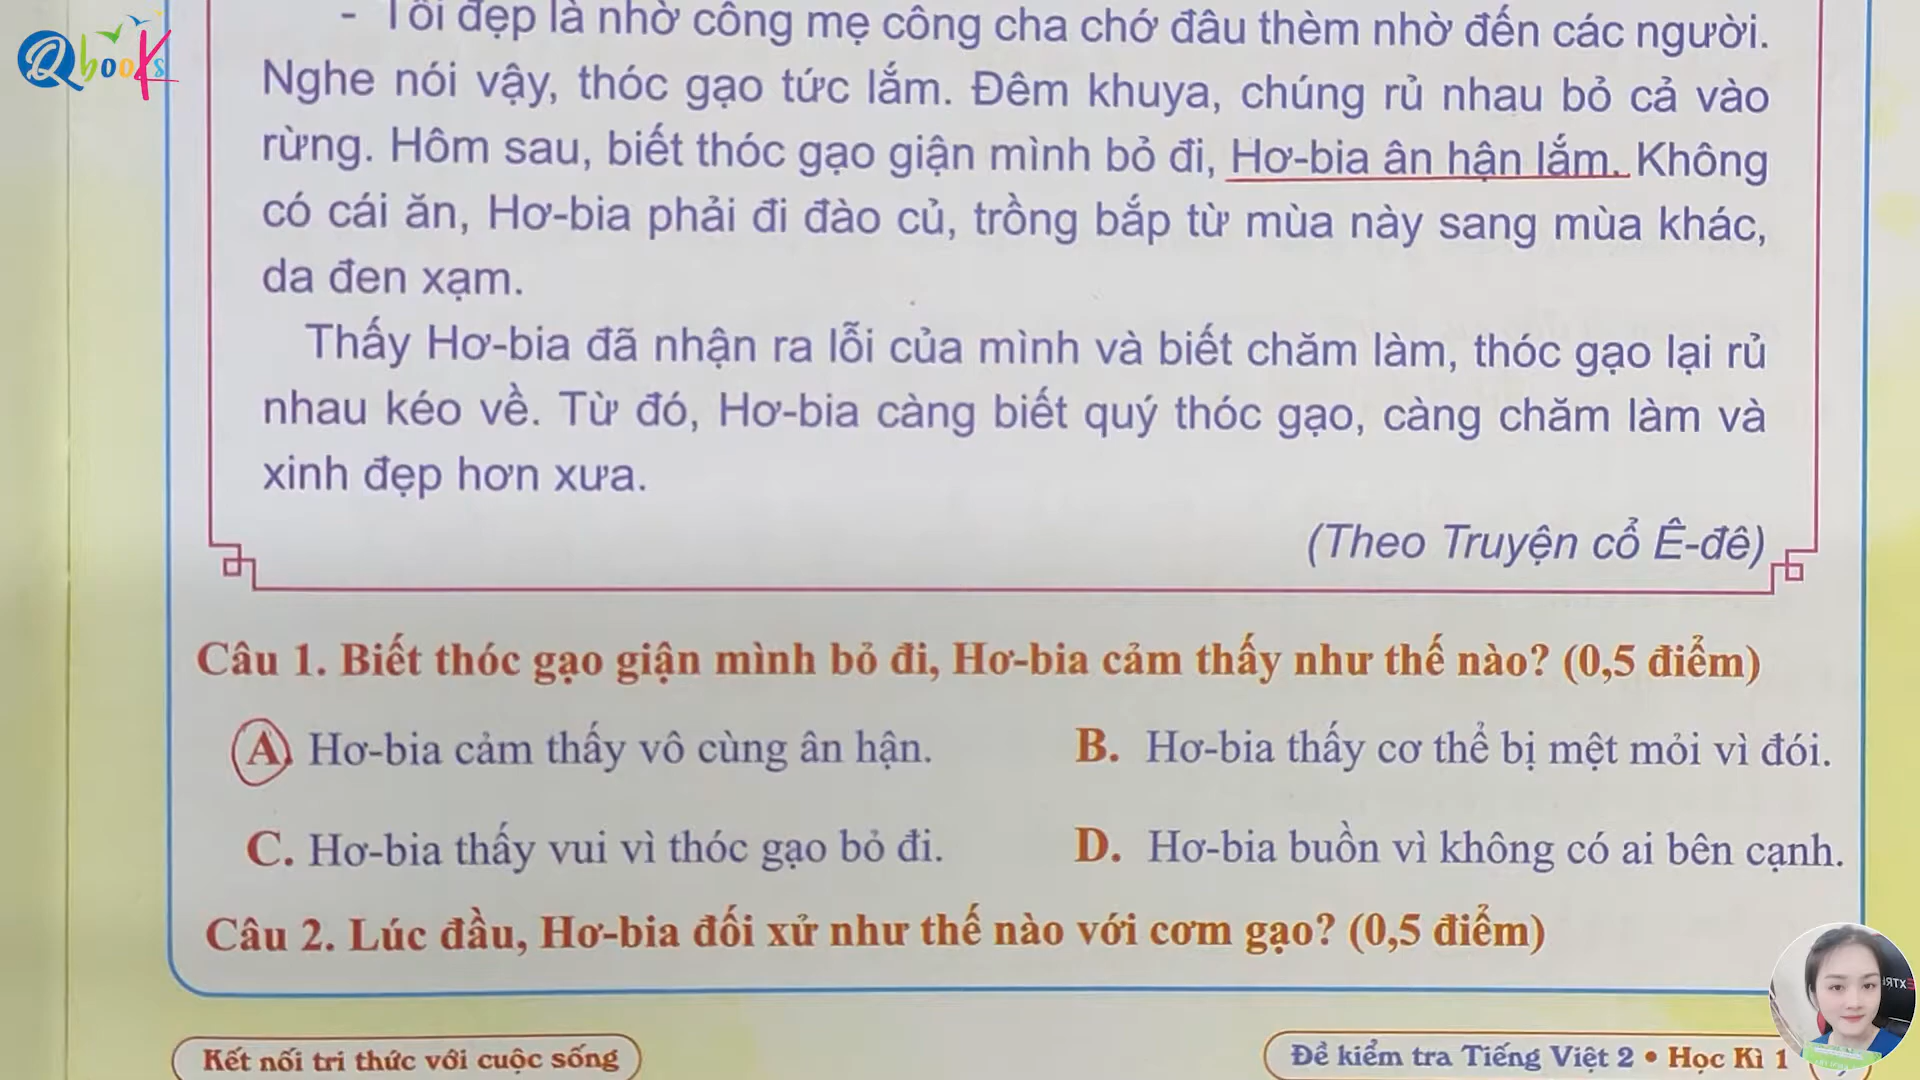 Qbooks
- Tôi đẹp là nhờ công mẹ công cha chớ đâu thèm nhờ đến các người.
Nghe nói vậy, thóc gạo tức lắm. Đêm khuya, chúng rủ nhau bỏ cả vào
rừng. Hôm sau, biết thóc gạo giận mình bỏ đi, Hơ-bia ân hận lắm. Không
có cái ăn, Hơ-bia phải đi đào củ, trồng bắp từ mùa này sang mùa khác,
da đen xạm.
Thấy Hơ-bia đã nhận ra lỗi của mình và biết chăm làm, thóc gạo lại rủ
nhau kéo về. Từ đó, Hơ-bia càng biết quý thóc gạo, càng chăm làm và
xinh đẹp hơn xưa.
(Theo Truyện cổ Ê-đê)
Câu 1. Biết thóc gạo giận mình bỏ đi, Hơ-bia cảm thấy như thế nào? (0,5 điểm)
A. Hơ-bia cảm thấy vô cùng ân hận.
B. Hơ-bia thấy cơ thể bị mệt mỏi vì đói.
C. Hơ-bia thấy vui vì thóc gạo bỏ đi.
D. Hơ-bia buồn vì không có ai bên cạnh.
Câu 2. Lúc đầu, Hơ-bia đối xử như thế nào với cơm gạo? (0,5 điểm)
Kết nối tri thức với cuộc sống
Đề kiểm tra Tiếng Việt 2 • Học Kì 1